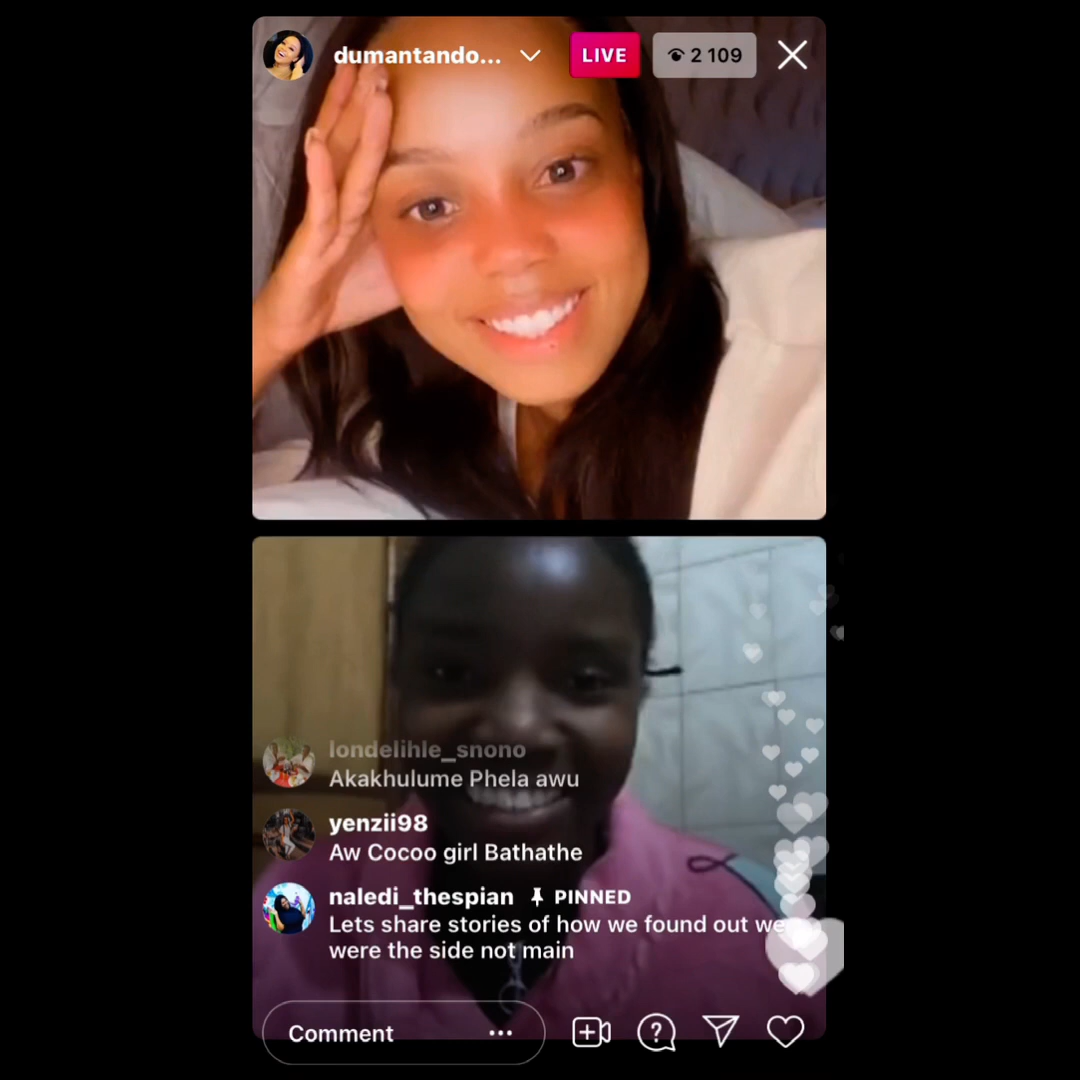 dumantando...
LIVE
2 109
londelihle_snono
Akakhulume Phela awu
yenzii98
Aw Cocoo girl Bathathe
naledi_thespian PINNED
Lets share stories of how we found out we
were the side not main
Comment